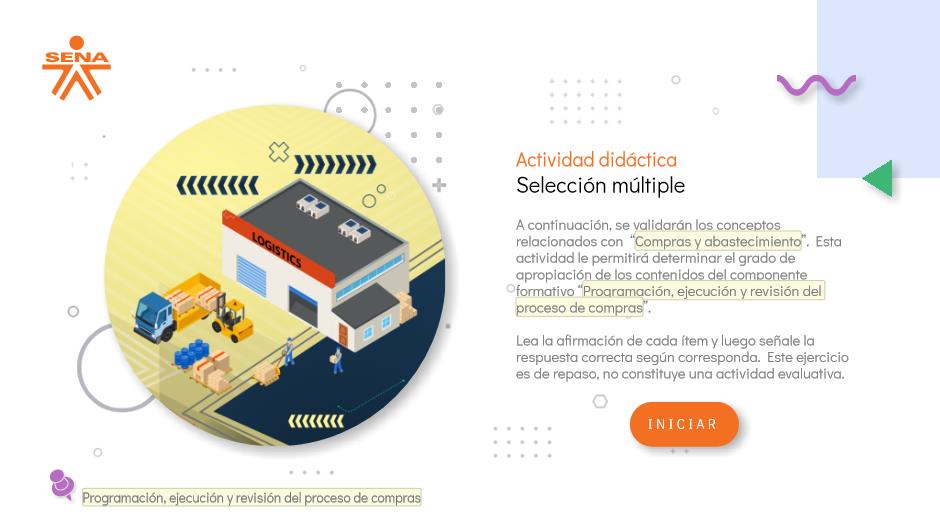 SENA
LOGISTICS
Actividad didáctica
Selección múltiple
A continuación, se validarán los conceptos
relacionados con “Compras y abastecimiento”. Esta
actividad le permitirá determinar el grado de
apropiación de los contenidos del componente
formativo “Programación, ejecución y revisión del
proceso de compras”.
Lea la afirmación de cada ítem y luego señale la
respuesta correcta según corresponda. Este ejercicio
es de repaso, no constituye una actividad evaluativa.
INICIAR
Programación, ejecución y revisión del proceso de compras